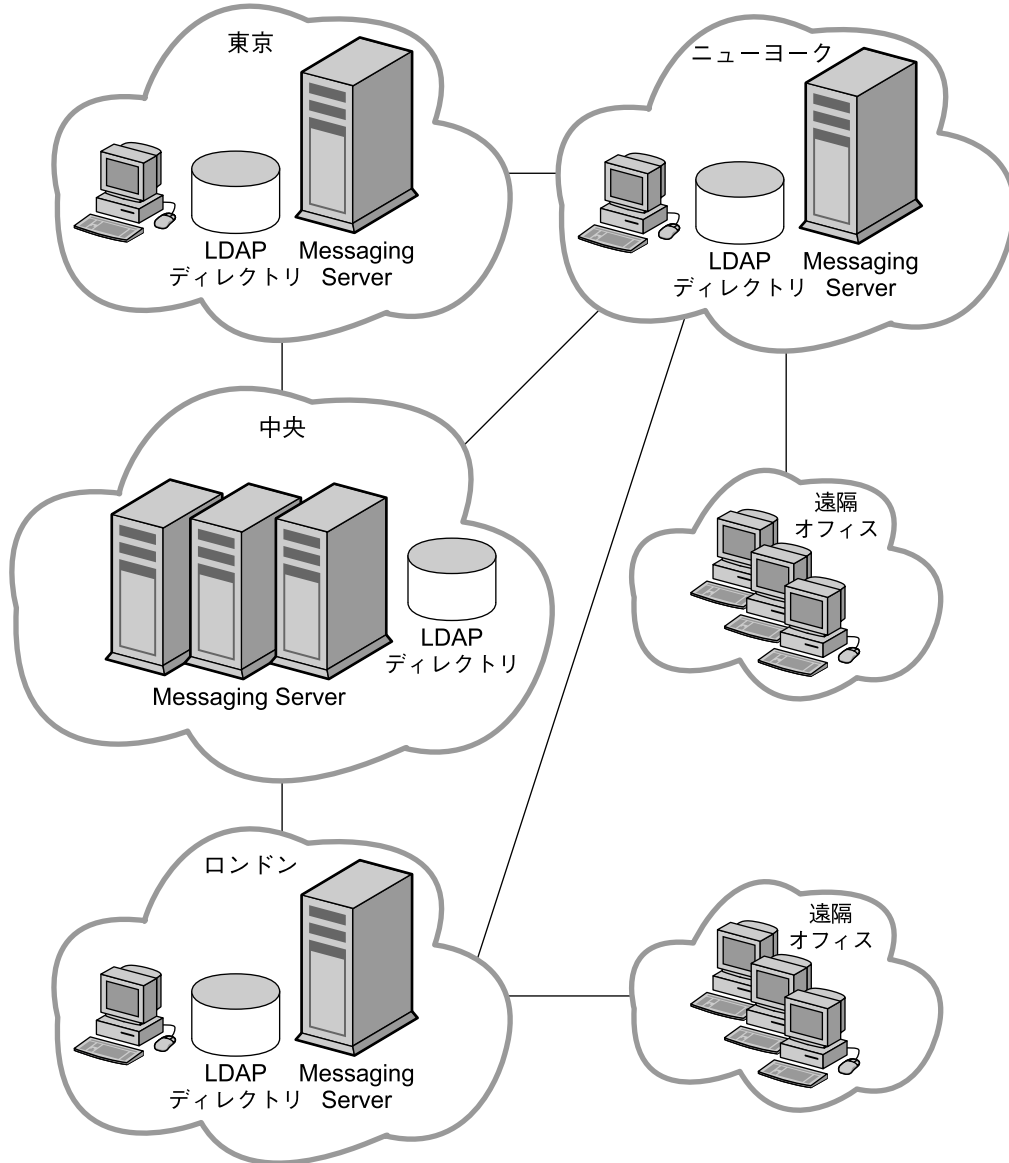 東京
LDAP
ディレクトリ
Messaging
Server
ニューヨーク
LDAP
ディレクトリ
Messaging
Server
中央
Messaging Server
LDAP
ディレクトリ
遠隔
オフィス
ロンドン
LDAP
ディレクトリ
Messaging
Server
遠隔
オフィス